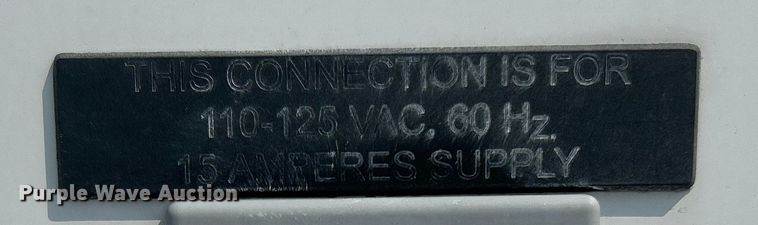 THIS CONNECTION IS FOR
110-125 VAC, 60 Hz.
15 AMPERES SUPPLY
Purple Wave Auction